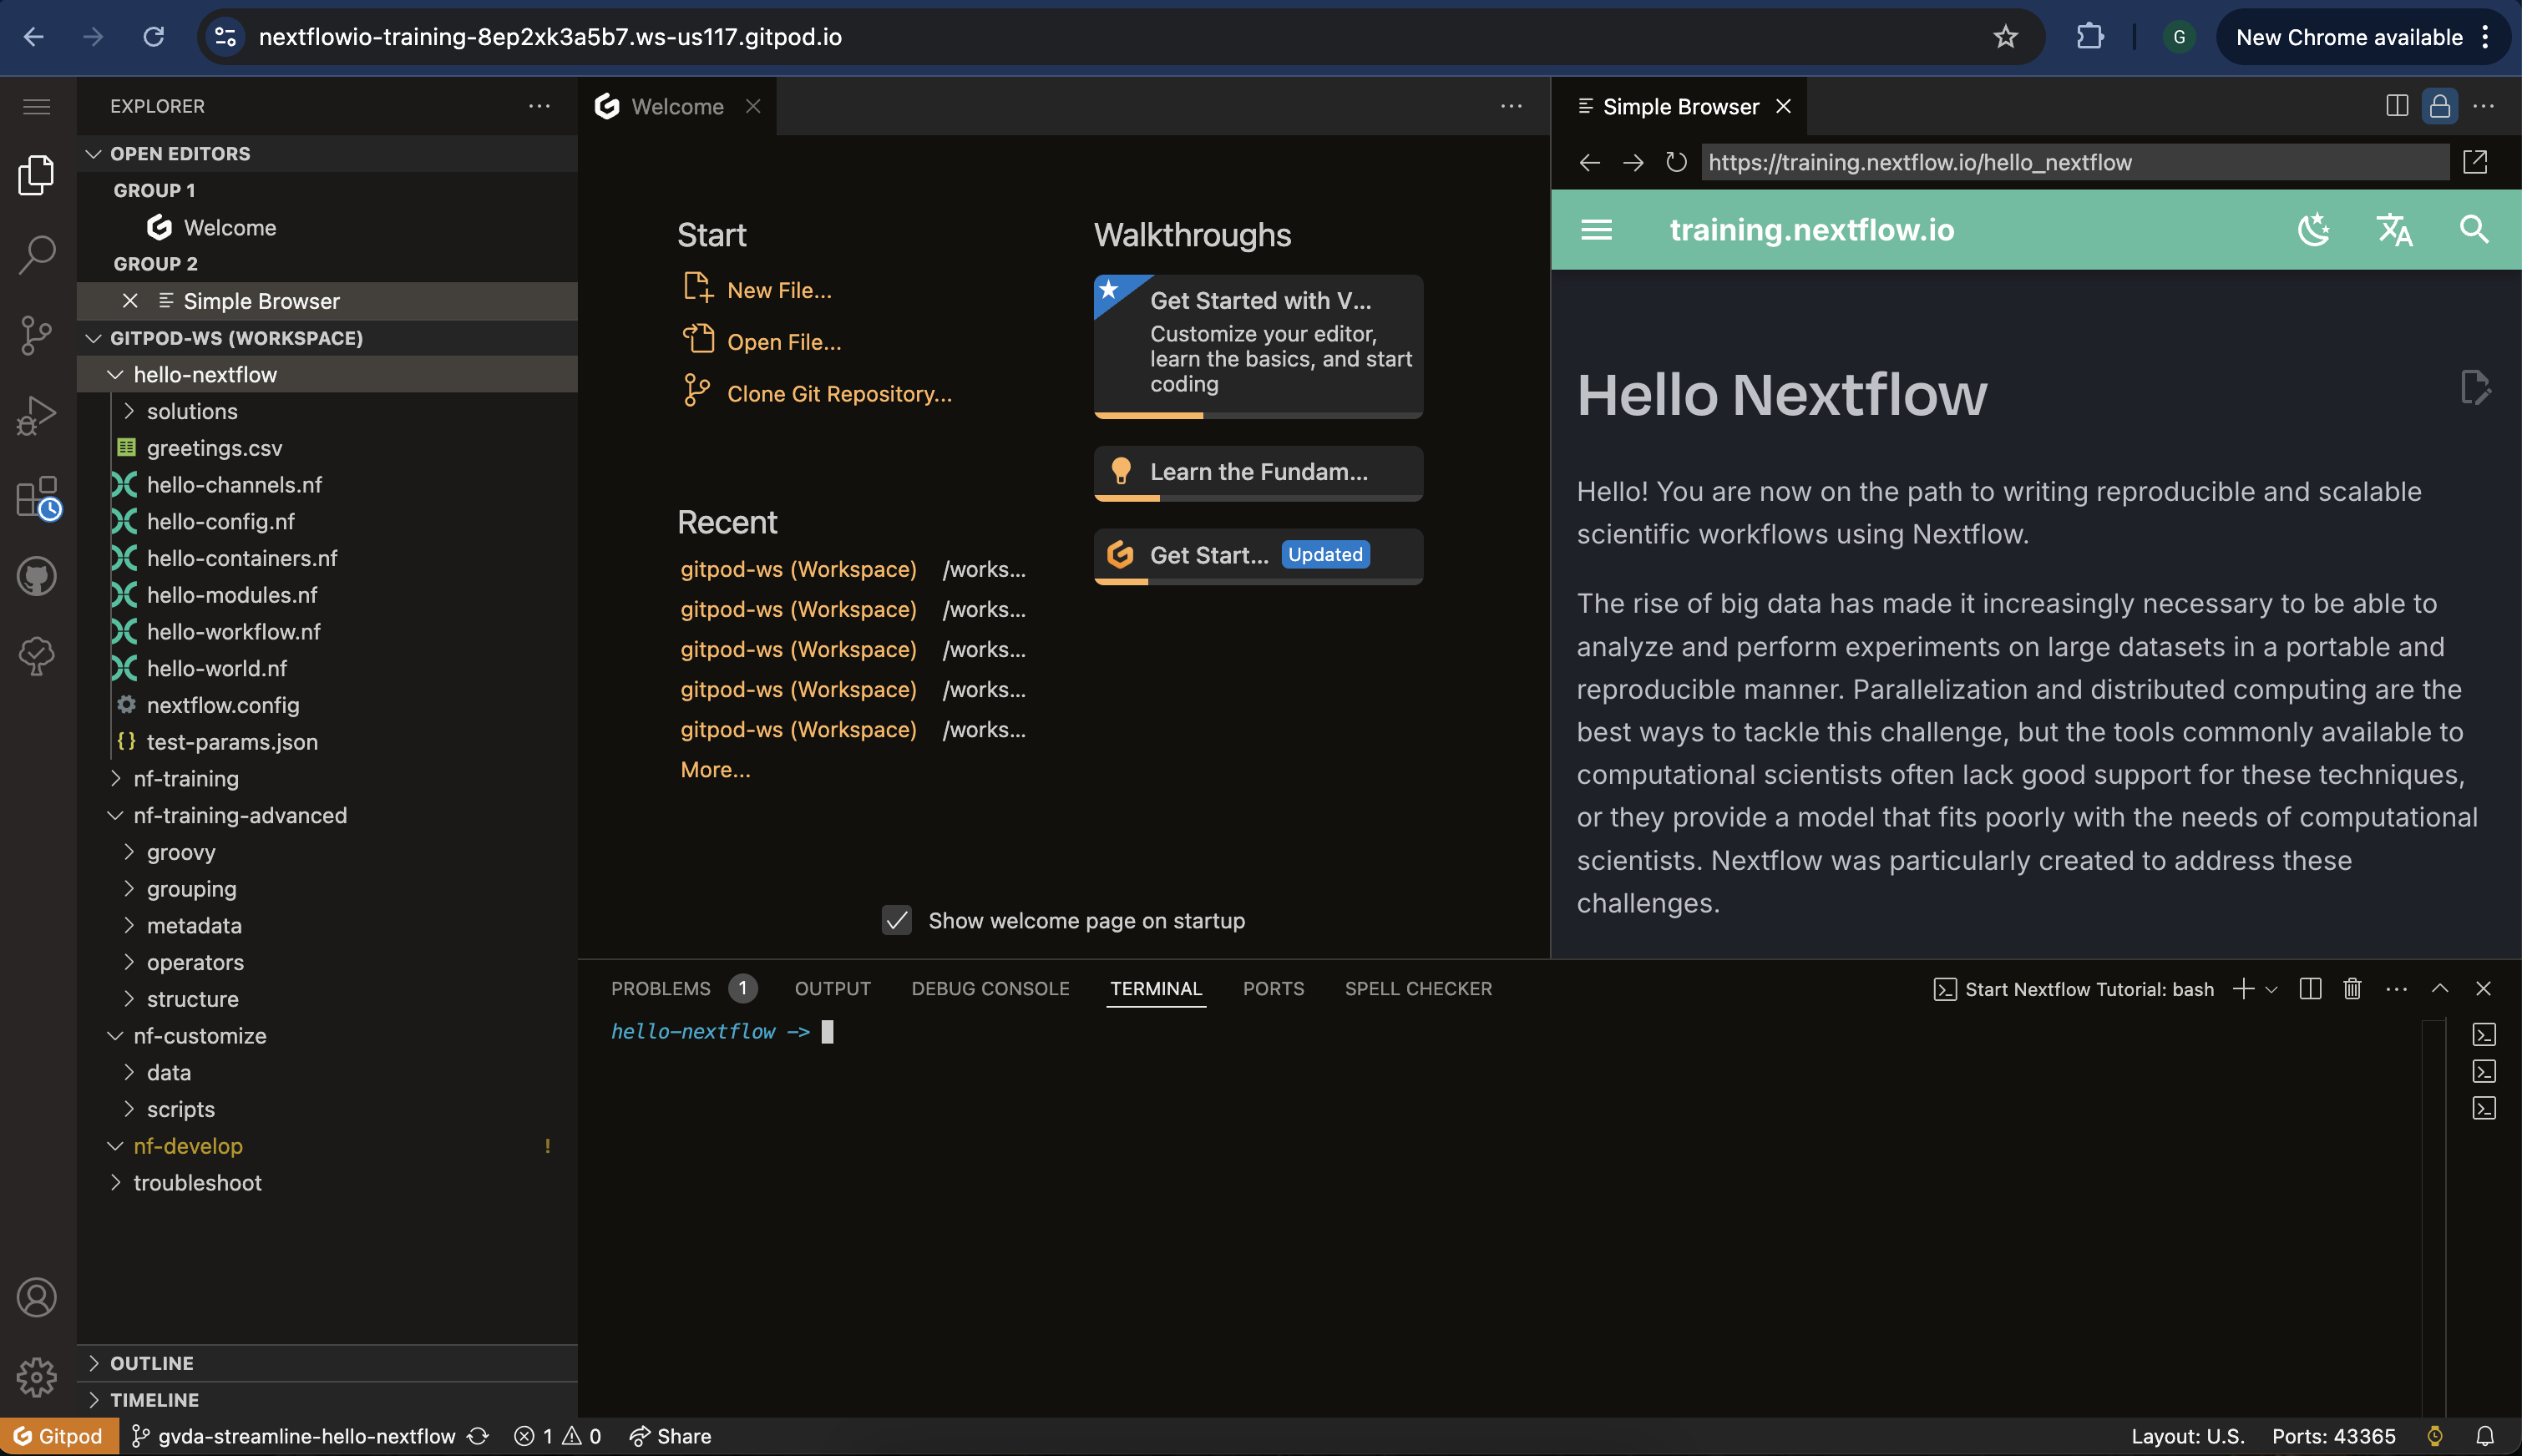 nextflowio-training-8ep2xk3a5b7.ws-us117.gitpod.io
G
New Chrome available
EXPLORER
OPEN EDITORS
GROUP 1
Welcome
GROUP 2
Simple Browser
GITPOD-WS (WORKSPACE)
hello-nextflow
solutions
greetings.csv
hello-channels.nf
hello-config.nf
hello-containers.nf
hello-modules.nf
hello-workflow.nf
hello-world.nf
nextflow.config
test-params.json
nf-training
nf-training-advanced
groovy
grouping
metadata
operators
structure
nf-customize
data
scripts
nf-develop !
troubleshoot
OUTLINE
TIMELINE
Welcome
Start
New File...
Open File...
Clone Git Repository...
Recent
gitpod-ws (Workspace) /works...
gitpod-ws (Workspace) /works...
gitpod-ws (Workspace) /works...
gitpod-ws (Workspace) /works...
gitpod-ws (Workspace) /works...
More...
Walkthroughs
Get Started with V...
Customize your editor,
learn the basics, and start
coding
Learn the Fundam...
Get Start... Updated
Show welcome page on startup
Simple Browser
https://training.nextflow.io/hello_nextflow
training.nextflow.io
Hello Nextflow
Hello! You are now on the path to writing reproducible and scalable
scientific workflows using Nextflow.
The rise of big data has made it increasingly necessary to be able to
analyze and perform experiments on large datasets in a portable and
reproducible manner. Parallelization and distributed computing are the
best ways to tackle this challenge, but the tools commonly available to
computational scientists often lack good support for these techniques,
or they provide a model that fits poorly with the needs of computational
scientists. Nextflow was particularly created to address these
challenges.
PROBLEMS 1 OUTPUT DEBUG CONSOLE TERMINAL PORTS SPELL CHECKER
Start Nextflow Tutorial: bash
hello-nextflow ->
Gitpod gvda-streamline-hello-nextflow 1 0 Share
Layout: U.S. Ports: 43365